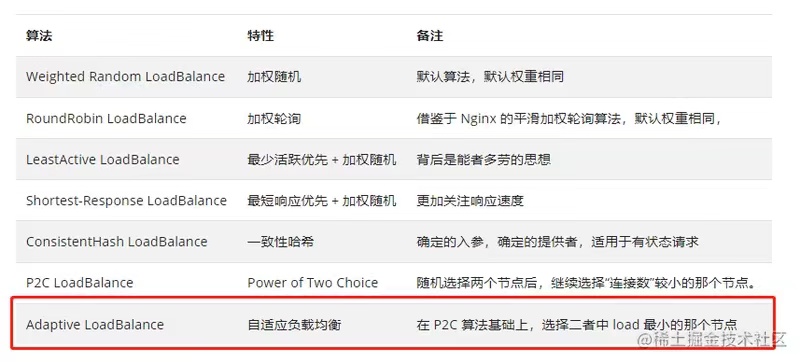 算法 特性 备注
Weighted Random LoadBalance 加权随机 默认算法，默认权重相同
RoundRobin LoadBalance 加权轮询 借鉴于 Nginx 的平滑加权轮询算法，默认权重相同，
LeastActive LoadBalance 最少活跃优先 + 加权随机 背后是能者多劳的思想
Shortest-Response LoadBalance 最短响应优先 + 加权随机 更加关注响应速度
ConsistentHash LoadBalance 一致性哈希 确定的入参，确定的提供者，适用于有状态请求
P2C LoadBalance Power of Two Choice 随机选择两个节点后，继续选择“连接数”较小的那个节点。
Adaptive LoadBalance 自适应负载均衡 在 P2C 算法基础上，选择二者中 load 最小的那个节点
@稀土掘金技术社区